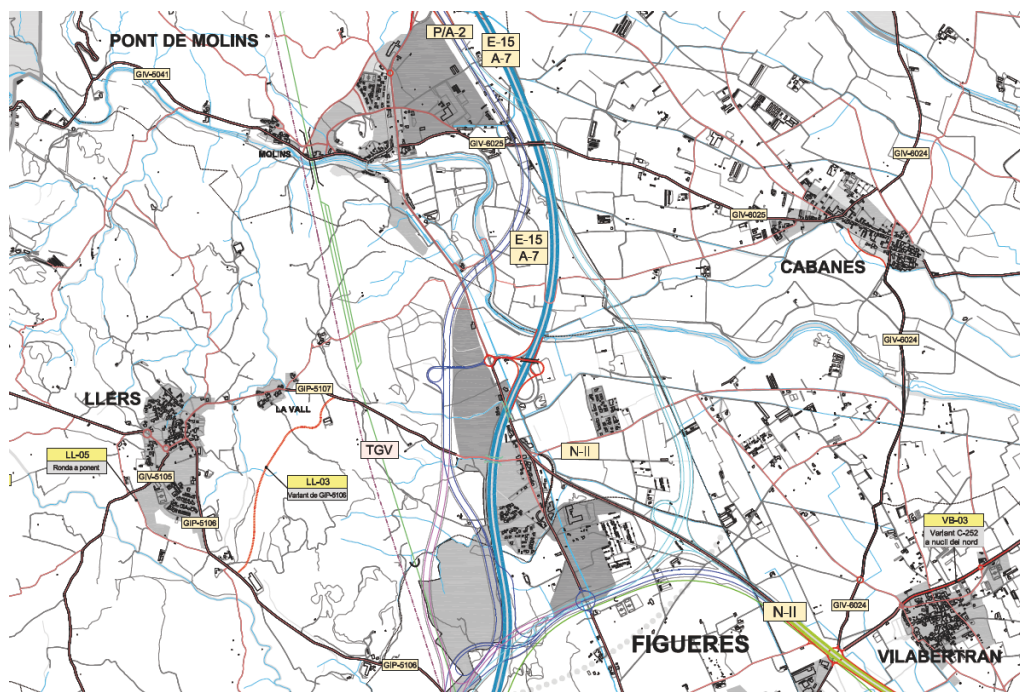 P/A-2
PONT DE MOLINS
E-15
A-7
GIV-5041
GIV-6025
MOLINS
GIV-6024
GIV-6025
E-15
A-7
CABANES
GIV-6024
GIP-5107
LLERS
LA VALL
TGV
N-II
LL-05
Ronda a ponent
GIV-5105
LL-03
Variant de GIP-5106
GIP-5106
VB-03
Variant C-252
a nucli del nord
GIV-6024
N-II
FIGUERES
VILABERTRAN
GIP-5106